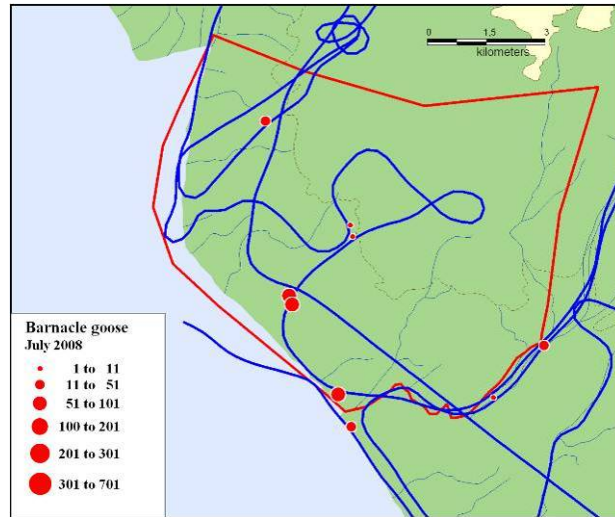 0 1,5 3
kilometers
Barnacle goose
July 2008
1 to 11
11 to 51
51 to 101
100 to 201
201 to 301
301 to 701